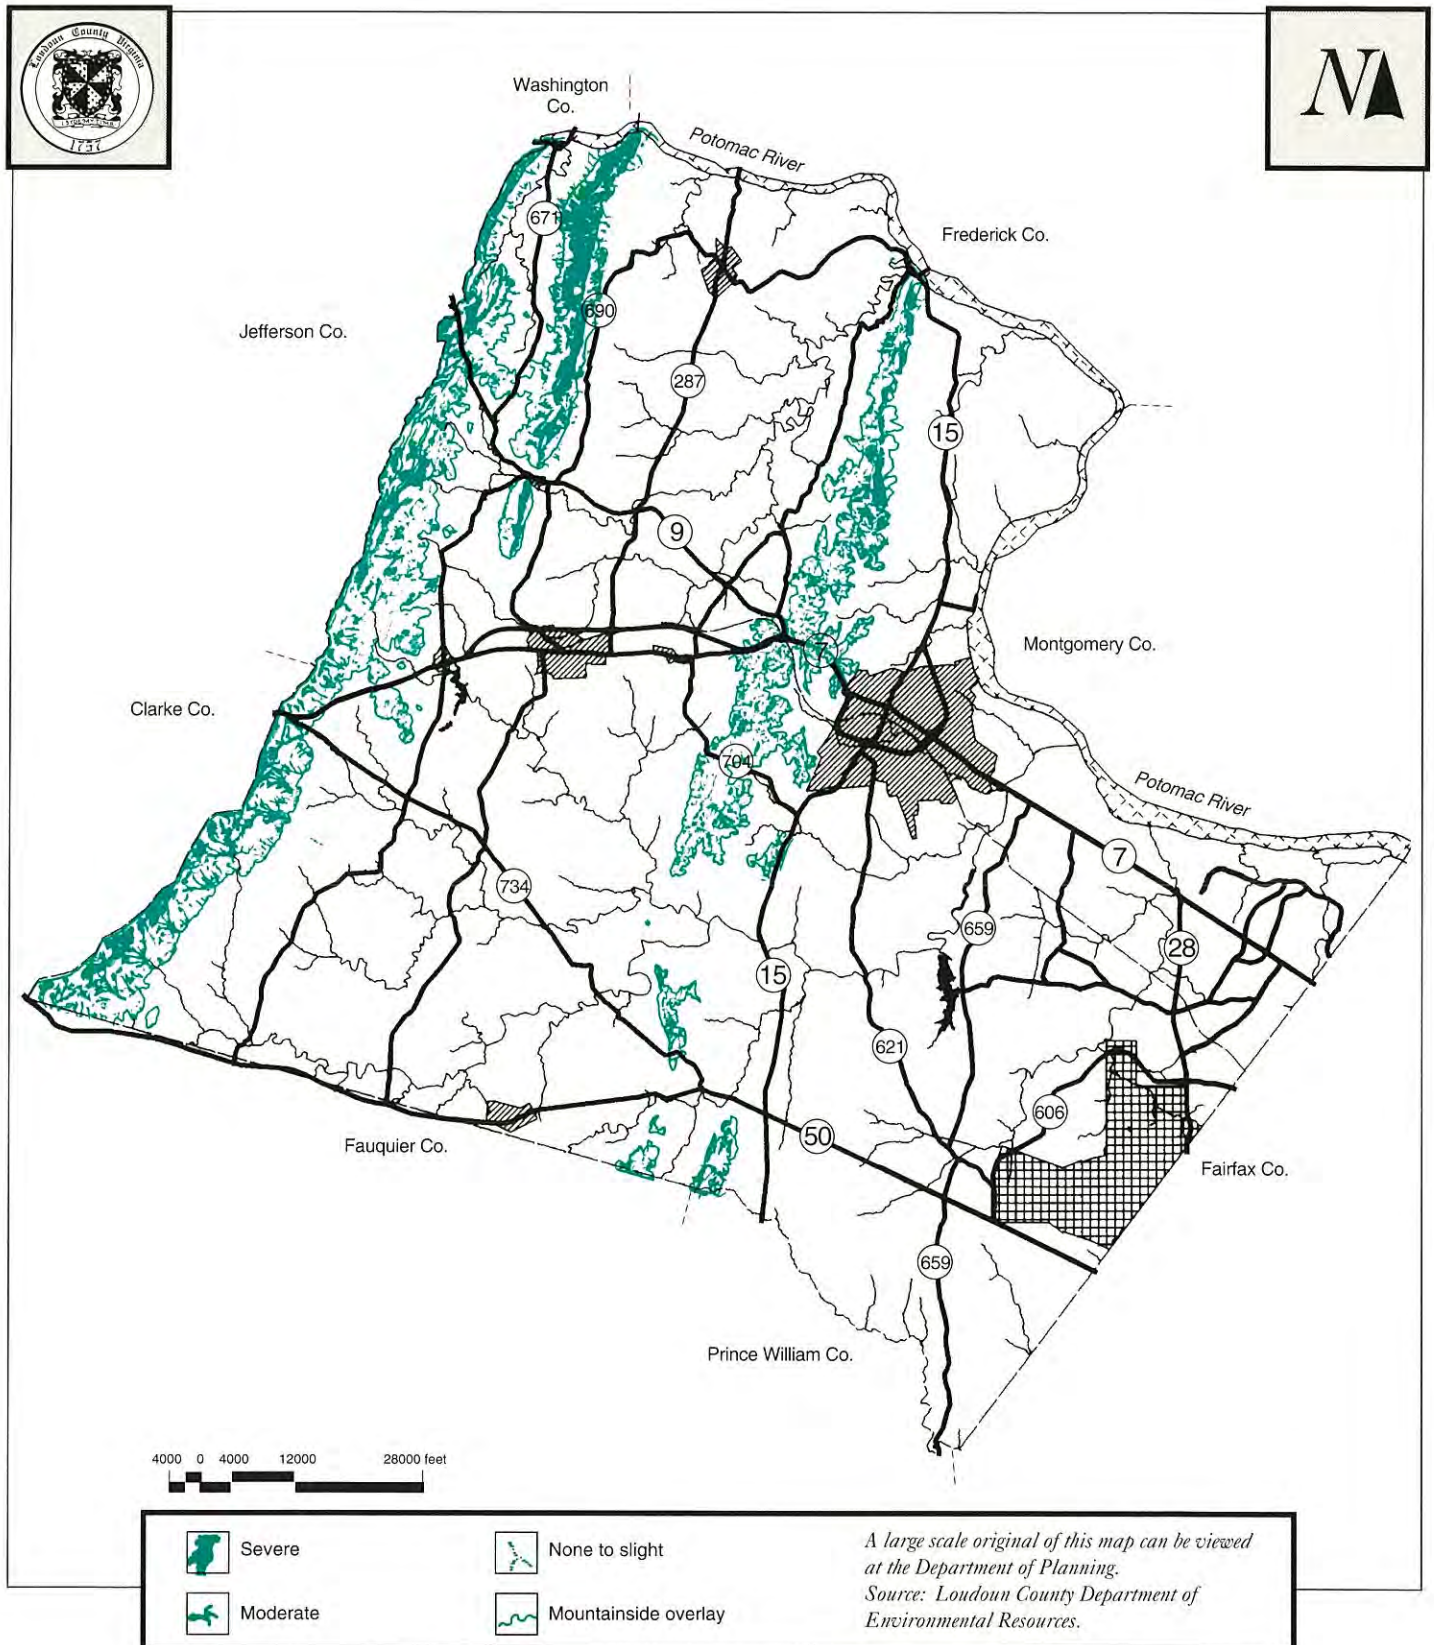 Loudoun County Virginia
1757
N
Washington
Co.
Potomac River
Frederick Co.
671
690
Jefferson Co.
287
15
9
Montgomery Co.
7
Clarke Co.
704
Potomac River
7
734
659
28
15
621
606
50
Fauquier Co.
Fairfax Co.
659
Prince William Co.
4000 0 4000 12000 28000 feet
Severe
None to slight
Moderate
Mountainside overlay
A large scale original of this map can be viewed
at the Department of Planning.
Source: Loudoun County Department of
Environmental Resources.